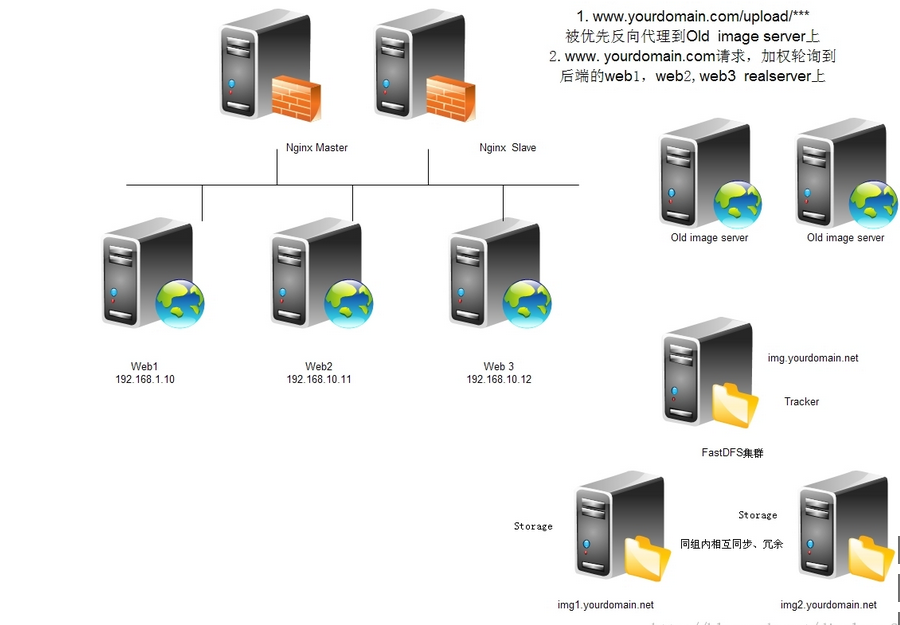 1. www.yourdomain.com/upload/***
被优先反向代理到Old image server上
2. www. yourdomain.com请求，加权轮询到
后端的web1，web2,web3 realserver上
Nginx Master
Nginx Slave
Old image server
Old image server
Web1
192.168.1.10
Web2
192.168.10.11
Web 3
192.168.10.12
img.yourdomain.net
Tracker
FastDFS集群
Storage
Storage
同组内相互同步、冗余
img1.yourdomain.net
img2.yourdomain.net